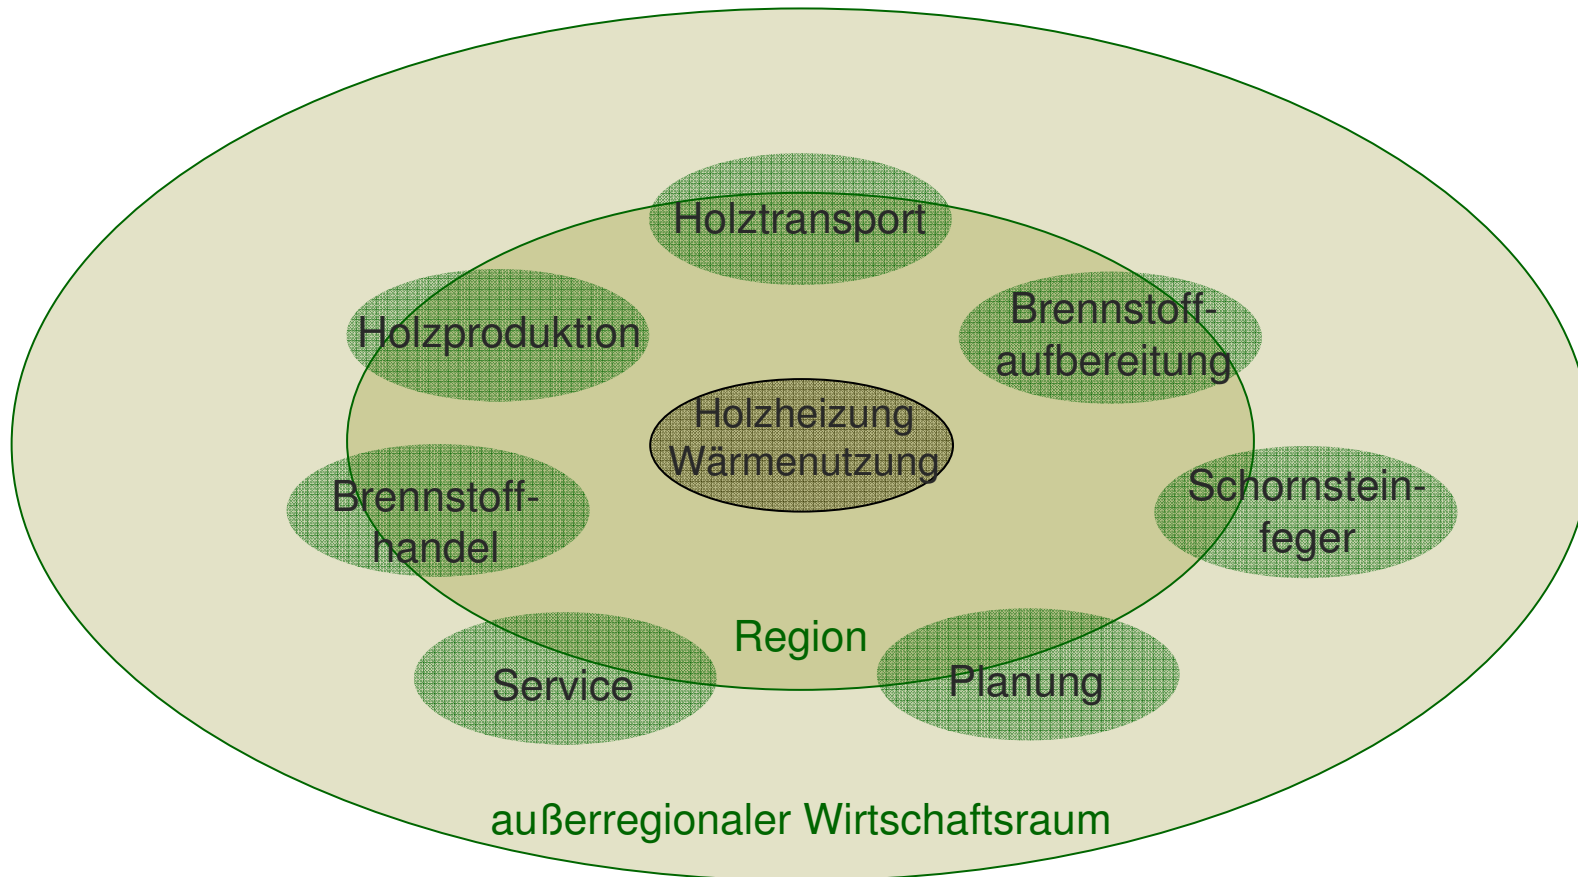 Holztransport
Holzproduktion
Brennstoff-
aufbereitung
Holzheizung
Wärmenutzung
Brennstoff-
handel
Schornstein-
feger
Region
Service
Planung
außerregionaler Wirtschaftsraum